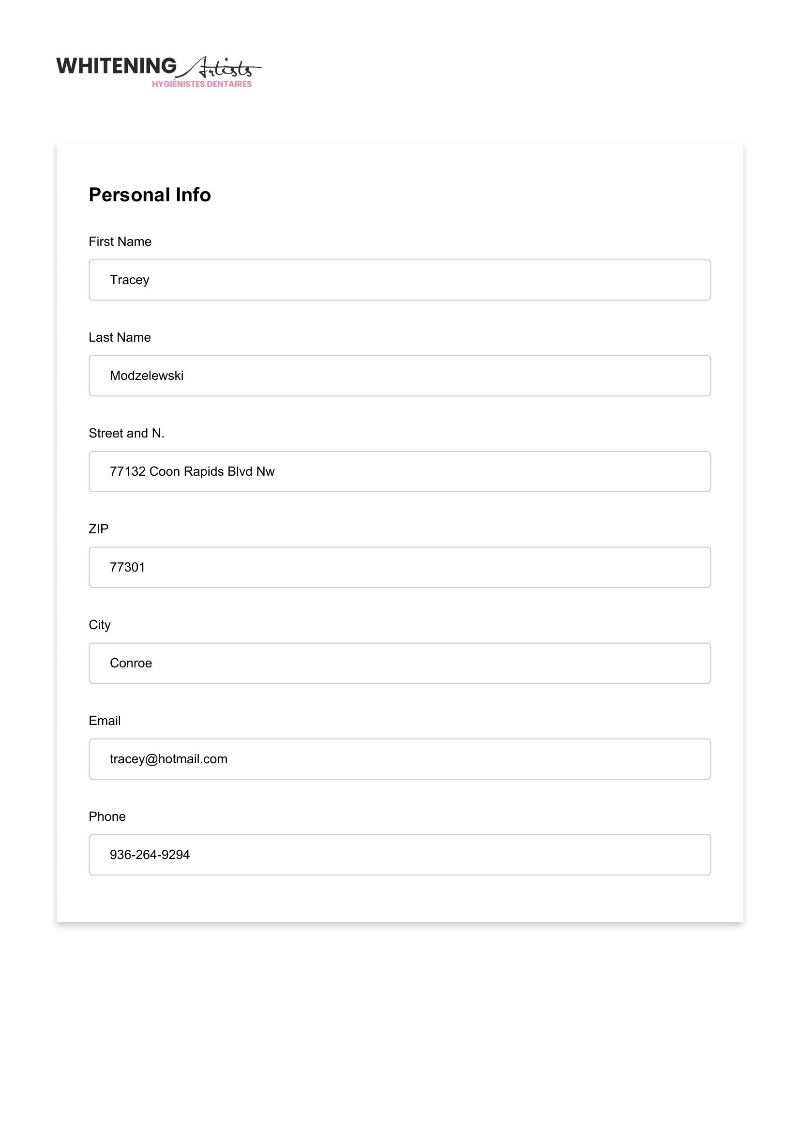 WHITENING Artists
HYGIÉNISTES DENTAIRES
Personal Info
First Name
Tracey
Last Name
Modzelewski
Street and N.
77132 Coon Rapids Blvd Nw
ZIP
77301
City
Conroe
Email
tracey@hotmail.com
Phone
936-264-9294